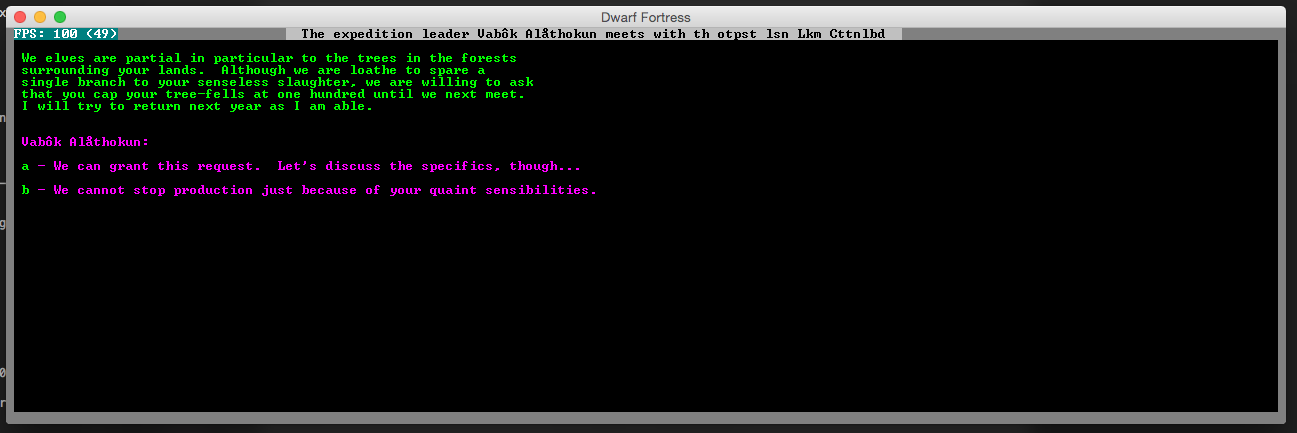 Dwarf Fortress
FPS: 100 (49)
The expedition leader Vabôk Alåthokun meets with th otpst lsn Lkm Cttnlbd
We elves are partial in particular to the trees in the forests
surrounding your lands.  Although we are loathe to spare a
single branch to your senseless slaughter, we are willing to ask
that you cap your tree-fells at one hundred until we next meet.
I will try to return next year as I am able.
Vabôk Alåthokun:
a - We can grant this request.  Let's discuss the specifics, though...
b - We cannot stop production just because of your quaint sensibilities.